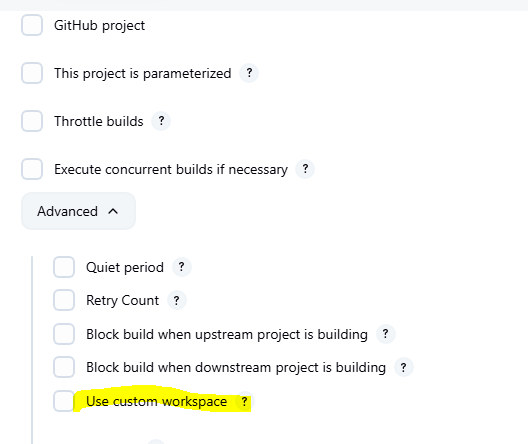 GitHub project
This project is parameterized ?
Throttle builds ?
Execute concurrent builds if necessary ?
Advanced
Quiet period ?
Retry Count ?
Block build when upstream project is building ?
Block build when downstream project is building ?
Use custom workspace ?